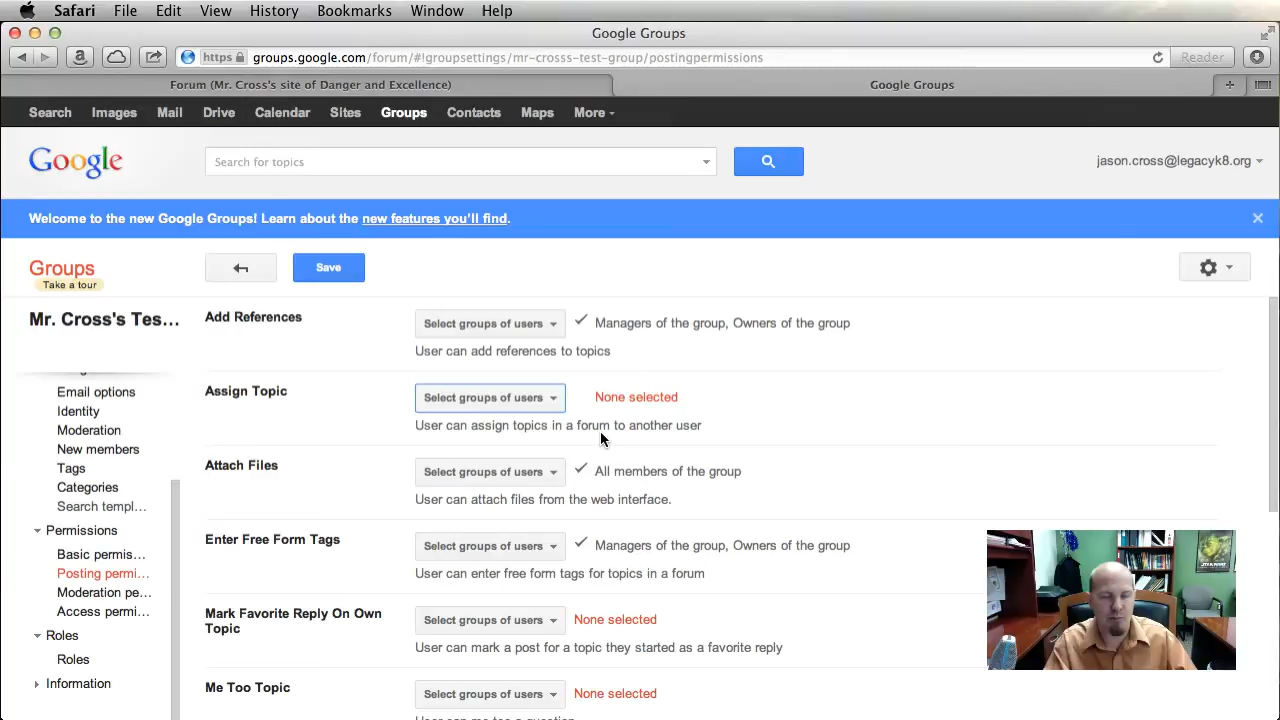 Safari File Edit View History Bookmarks Window Help
Google Groups
https groups.google.com/forum/#!groupsettings/mr-crosss-test-group/postingpermissions Reader
Forum (Mr. Cross's site of Danger and Excellence) Google Groups
Search Images Mail Drive Calendar Sites Groups Contacts Maps More
Google Search for topics jason.cross@legacyk8.org
Welcome to the new Google Groups! Learn about the new features you'll find.
Groups Save
Take a tour
Mr. Cross's Tes...
Email options
Identity
Moderation
New members
Tags
Categories
Search templ...
Permissions
Basic permis...
Posting permi...
Moderation pe...
Access permi...
Roles
Roles
Information
Add References Select groups of users Managers of the group, Owners of the group
User can add references to topics
Assign Topic Select groups of users None selected
User can assign topics in a forum to another user
Attach Files Select groups of users All members of the group
User can attach files from the web interface.
Enter Free Form Tags Select groups of users Managers of the group, Owners of the group
User can enter free form tags for topics in a forum
Mark Favorite Reply On Own Topic Select groups of users None selected
User can mark a post for a topic they started as a favorite reply
Me Too Topic Select groups of users None selected